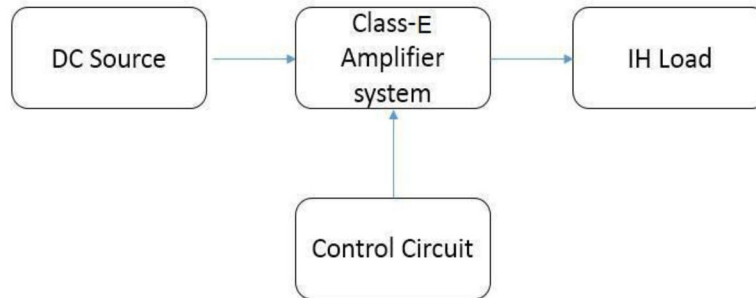 DC Source
Class-E
Amplifier
system
IH Load
Control Circuit